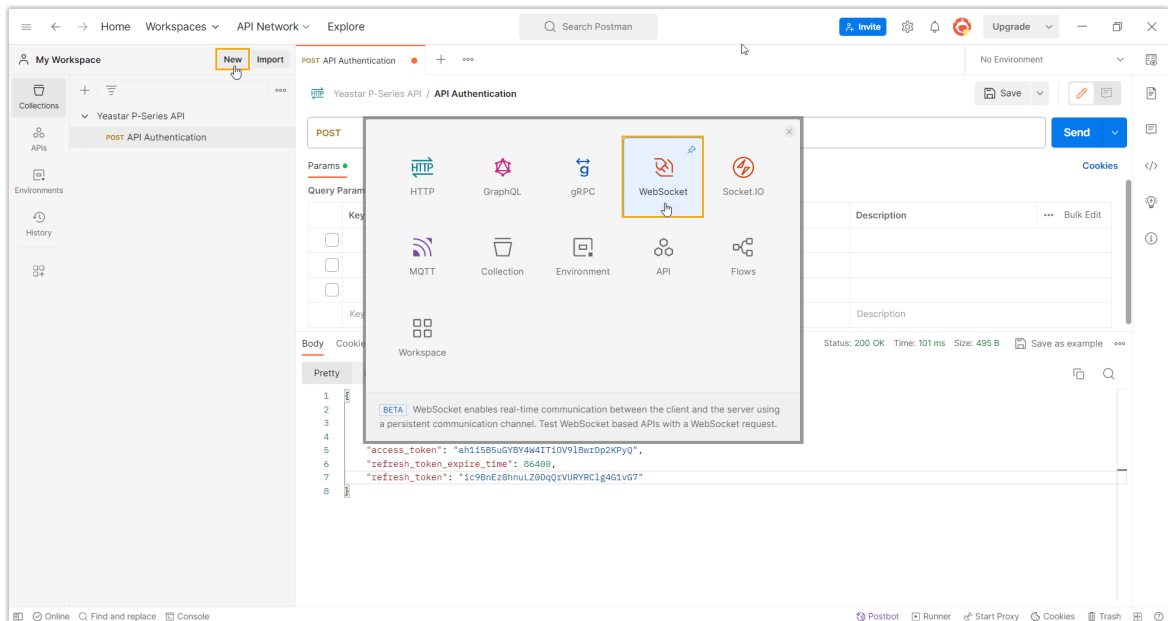 Home Workspaces API Network Explore Search Postman Invite Upgrade
My Workspace New Import POST API Authentication No Environment
Collections
APIs
Environments
History
Yeastar P-Series API
POST API Authentication
HTTP Yeastar P-Series API / API Authentication Save
POST Send
Params Cookies
Query Param
Key Description Bulk Edit
Key Description
HTTP GraphQL gRPC WebSocket Socket.IO
MQTT Collection Environment API Flows
Workspace
BETA WebSocket enables real-time communication between the client and the server using
a persistent communication channel. Test WebSocket based APIs with a WebSocket request.
Body Cookie Status: 200 OK Time: 101 ms Size: 495 B Save as example
Pretty
1 {
2
3
4
5 "access_token": "ah1i5B5uGYBY4W4ITiOV9lBwrDp2KPyQ",
6 "refresh_token_expire_time": 86400,
7 "refresh_token": "ic9BnEz8hnuLZ0DqQrVURYRClg4G1vG7"
8 }
Online Find and replace Console Postbot Runner Start Proxy Cookies Trash